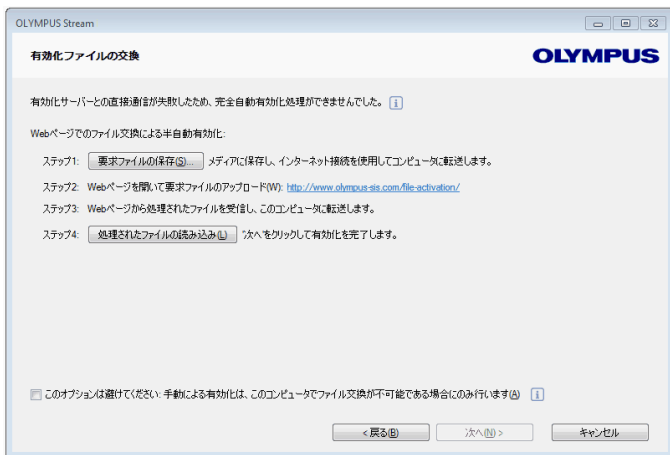 OLYMPUS Stream
有効化ファイルの交換
OLYMPUS
有効化サーバーとの直接通信が失敗したため、完全自動有効化処理ができませんでした。 i
Webページでのファイル交換による半自動有効化:
ステップ1: 要求ファイルの保存(S)... メディアに保存し、インターネット接続を使用してコンピュータに転送します。
ステップ2: Webページを開いて要求ファイルのアップロード(W): http://www.olympus-sis.com/file-activation/
ステップ3: Webページから処理されたファイルを受信し、このコンピュータに転送します。
ステップ4: 処理されたファイルの読み込み(L) "次へ"をクリックして有効化を完了します。
このオプションは避けてください: 手動による有効化は、このコンピュータでファイル交換が不可能である場合にのみ行います(A) i
< 戻る(B) 次へ(N) > キャンセル